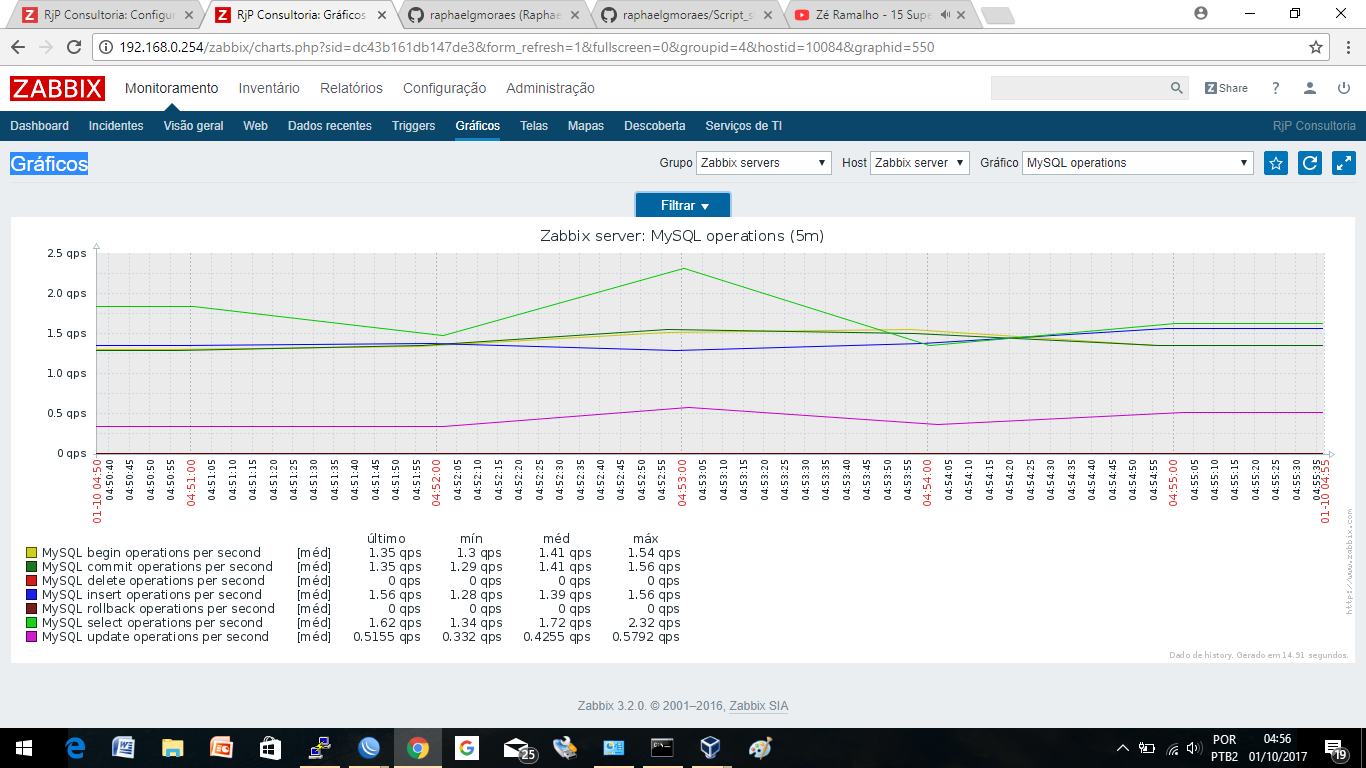 RjP Consultoria: Configur
RjP Consultoria: Gráficos
raphaelgmoraes (Raphae
raphaelgmoraes/Script_s
Zé Ramalho - 15 Supe
192.168.0.254/zabbix/charts.php?sid=dc43b161db147de3&form_refresh=1&fullscreen=0&groupid=4&hostid=10084&graphid=550
ZABBIX Monitoramento Inventário Relatórios Configuração Administração Z Share ?
Dashboard Incidentes Visão geral Web Dados recentes Triggers Gráficos Telas Mapas Descoberta Serviços de TI RjP Consultoria
Gráficos Grupo Zabbix servers Host Zabbix server Gráfico MySQL operations
Filtrar
Zabbix server: MySQL operations (5m)
2.5 qps
2.0 qps
1.5 qps
1.0 qps
0.5 qps
0 qps
01-10 04:50 04:50:40 04:50:45 04:50:50 04:50:55 04:51:00 04:51:05 04:51:10 04:51:15 04:51:20 04:51:25 04:51:30 04:51:35 04:51:40 04:51:45 04:51:50 04:51:55 04:52:00 04:52:05 04:52:10 04:52:15 04:52:20 04:52:25 04:52:30 04:52:35 04:52:40 04:52:45 04:52:50 04:52:55 04:53:00 04:53:05 04:53:10 04:53:15 04:53:20 04:53:25 04:53:30 04:53:35 04:53:40 04:53:45 04:53:50 04:53:55 04:54:00 04:54:05 04:54:10 04:54:15 04:54:20 04:54:25 04:54:30 04:54:35 04:54:40 04:54:45 04:54:50 04:54:55 04:55:00 04:55:05 04:55:10 04:55:15 04:55:20 04:55:25 04:55:30 04:55:35 01-10 04:55
último mín méd máx
MySQL begin operations per second [méd] 1.35 qps 1.3 qps 1.41 qps 1.54 qps
MySQL commit operations per second [méd] 1.35 qps 1.29 qps 1.41 qps 1.56 qps
MySQL delete operations per second [méd] 0 qps 0 qps 0 qps 0 qps
MySQL insert operations per second [méd] 1.56 qps 1.28 qps 1.39 qps 1.56 qps
MySQL rollback operations per second [méd] 0 qps 0 qps 0 qps 0 qps
MySQL select operations per second [méd] 1.62 qps 1.34 qps 1.72 qps 2.32 qps
MySQL update operations per second [méd] 0.5155 qps 0.332 qps 0.4255 qps 0.5792 qps
http://www.zabbix.com
Dado de history. Gerado em 14.91 segundos.
Zabbix 3.2.0. © 2001–2016, Zabbix SIA
25
POR
PTB2
04:56
01/10/2017
19